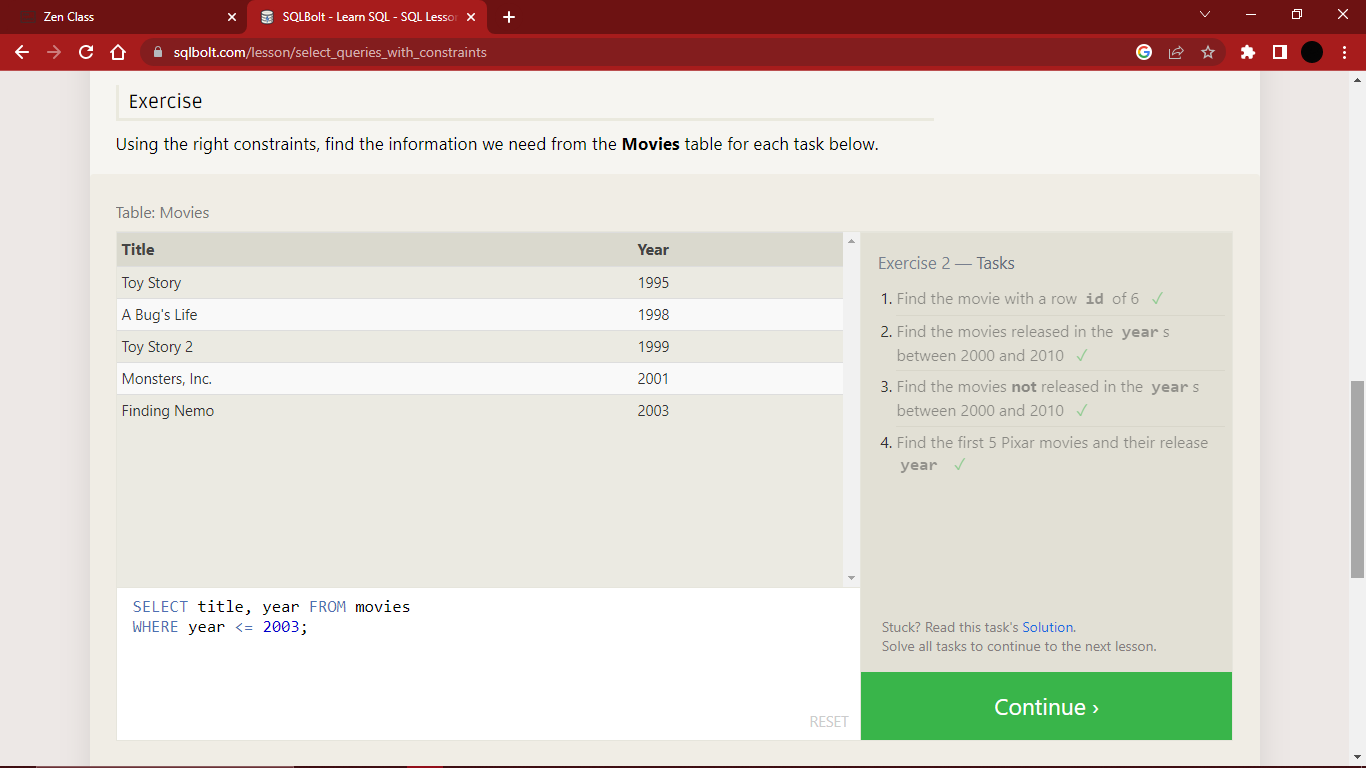 Zen Class
SQLBolt - Learn SQL - SQL Lesson
sqlbolt.com/lesson/select_queries_with_constraints
Exercise
Using the right constraints, find the information we need from the Movies table for each task below.
Table: Movies
Title Year
Toy Story 1995
A Bug's Life 1998
Toy Story 2 1999
Monsters, Inc. 2001
Finding Nemo 2003
SELECT title, year FROM movies
WHERE year <= 2003;
RESET
Exercise 2 — Tasks
1. Find the movie with a row id of 6 ✓
2. Find the movies released in the year s
between 2000 and 2010 ✓
3. Find the movies not released in the year s
between 2000 and 2010 ✓
4. Find the first 5 Pixar movies and their release
year ✓
Stuck? Read this task's Solution.
Solve all tasks to continue to the next lesson.
Continue ›